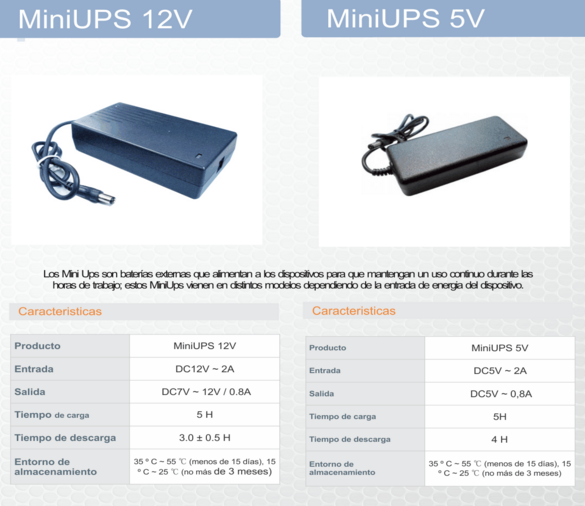 MiniUPS 12V
MiniUPS 5V
Los Mini Ups son baterías externas que alimentan a los dispositivos para que mantengan un uso continuo durante las
horas de trabajo; estos MiniUps vienen en distintos modelos dependiendo de la entrada de energía del dispositivo.
Características
Producto MiniUPS 12V
Entrada DC12V ~ 2A
Salida DC7V ~ 12V / 0.8A
Tiempo de carga 5 H
Tiempo de descarga 3.0 ± 0.5 H
Entorno de 35 º C ~ 55 ℃ (menos de 15 días), 15
almacenamiento º C ~ 25 ℃ (no más de 3 meses)
Características
Producto MiniUPS 5V
Entrada DC5V ~ 2A
Salida DC5V ~ 0,8A
Tiempo de carga 5H
Tiempo de descarga 4 H
Entorno de 35 º C ~ 55 ℃ (menos de 15 días), 15
almacenamiento º C ~ 25 ℃ (no más de 3 meses)